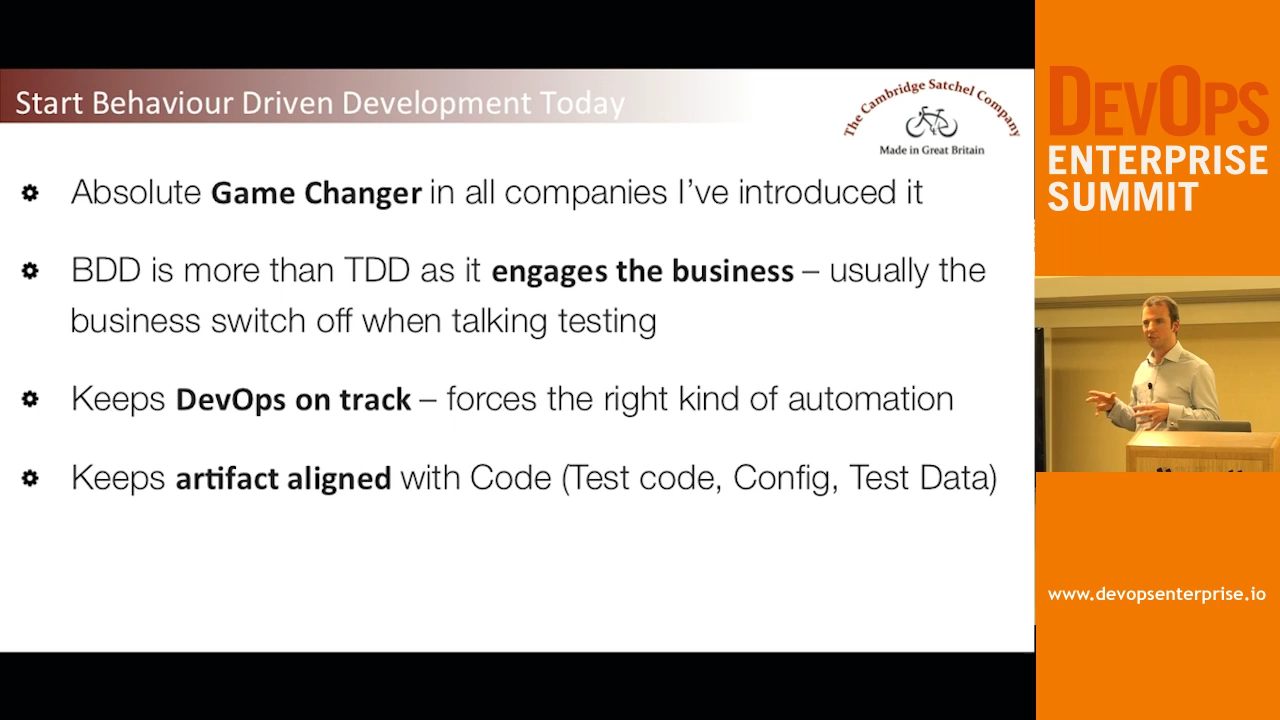 Start Behaviour Driven Development Today
The Cambridge Satchel Company
Made in Great Britain
Absolute Game Changer in all companies I've introduced it
BDD is more than TDD as it engages the business – usually the
business switch off when talking testing
Keeps DevOps on track – forces the right kind of automation
Keeps artifact aligned with Code (Test code, Config, Test Data)
DEVOPS
ENTERPRISE
SUMMIT
www.devopsenterprise.io